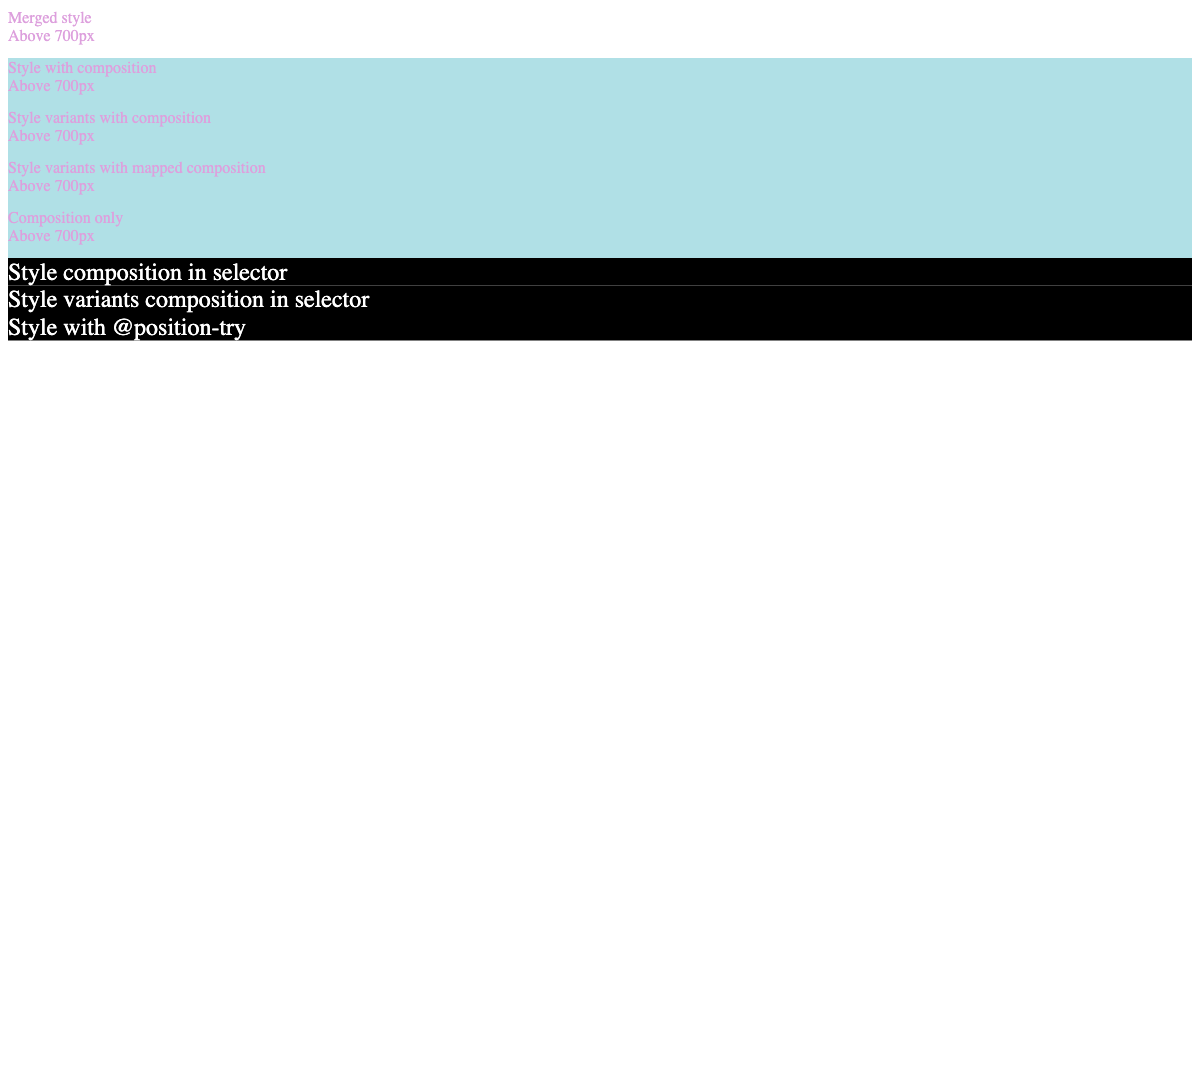 Merged style
Above 700px
Style with composition
Above 700px
Style variants with composition
Above 700px
Style variants with mapped composition
Above 700px
Composition only
Above 700px
Style composition in selector
Style variants composition in selector
Style with @position-try